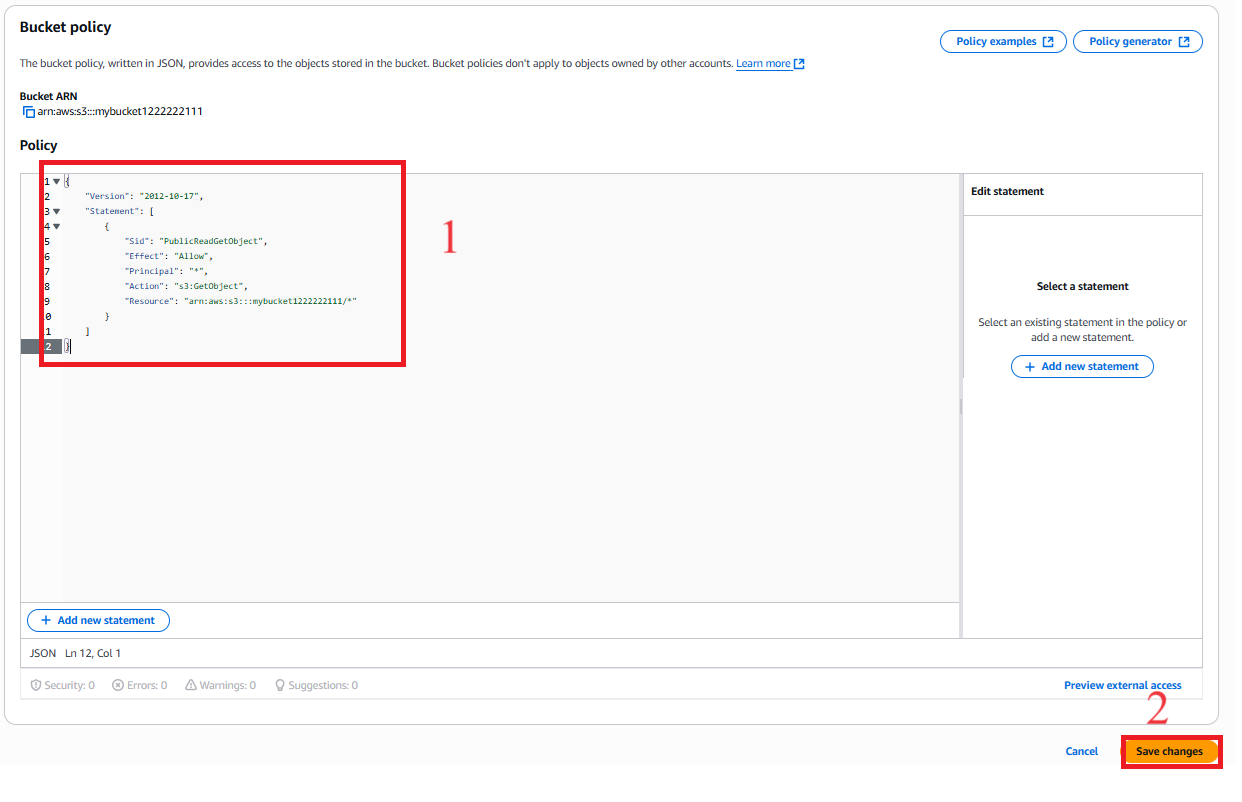 Bucket policy
Policy examples
Policy generator
The bucket policy, written in JSON, provides access to the objects stored in the bucket. Bucket policies don't apply to objects owned by other accounts. Learn more
Bucket ARN
arn:aws:s3:::mybucket1222222111
Policy
1 {
2 "Version": "2012-10-17",
3 "Statement": [
4 {
5 "Sid": "PublicReadGetObject",
6 "Effect": "Allow",
7 "Principal": "*",
8 "Action": "s3:GetObject",
9 "Resource": "arn:aws:s3:::mybucket1222222111/*"
0 }
1 ]
2 }
1
Edit statement
Select a statement
Select an existing statement in the policy or
add a new statement.
+ Add new statement
+ Add new statement
JSON Ln 12, Col 1
Security: 0 Errors: 0 Warnings: 0 Suggestions: 0
Preview external access
2
Cancel
Save changes